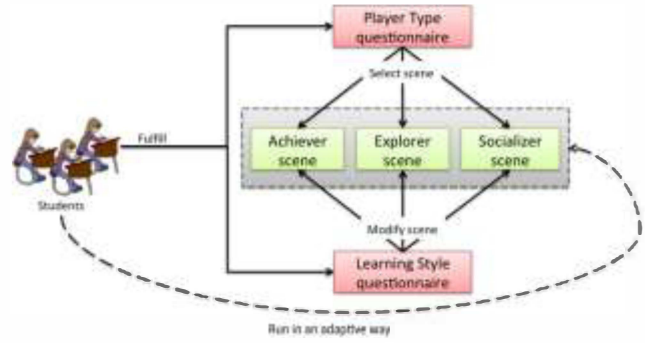 Player Type
questionnaire
Select scene
Fulfill
Achiever
scene
Explorer
scene
Socializer
scene
Students
Modify scene
Learning Style
questionnaire
Run in an adaptive way